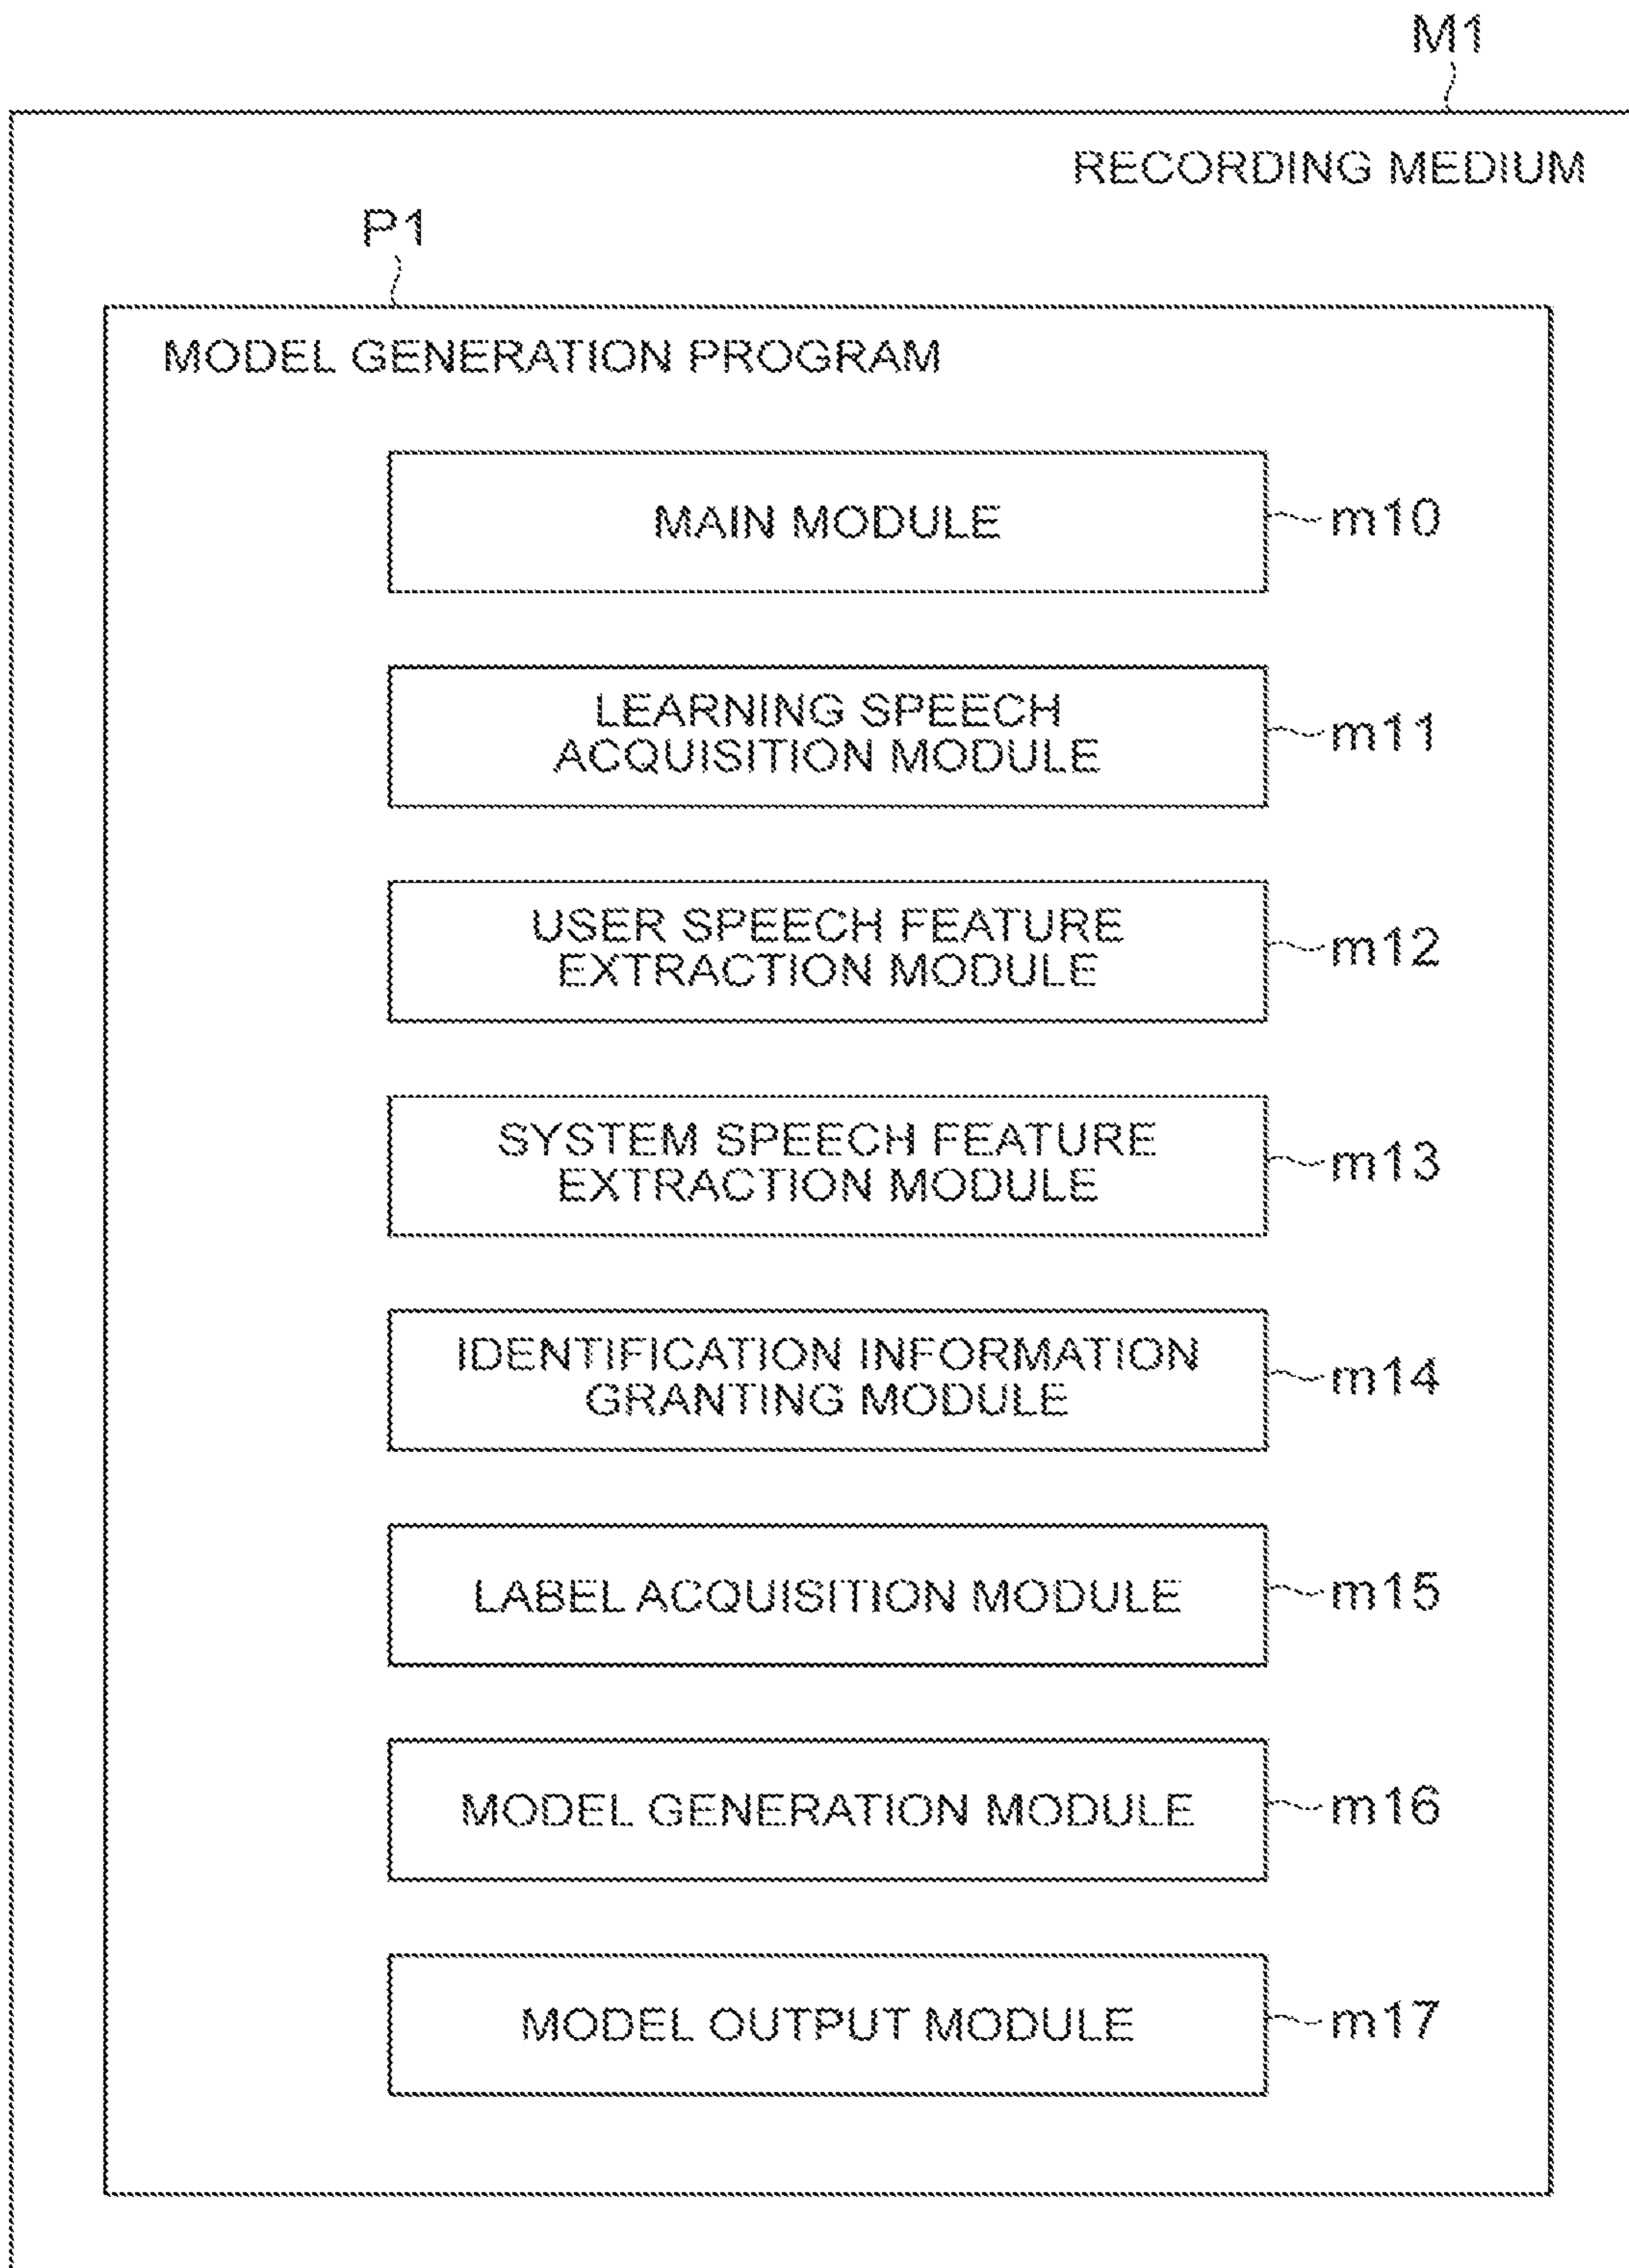 M1
RECORDING MEDIUM
P1
MODEL GENERATION PROGRAM
MAIN MODULE
m10
LEARNING SPEECH
ACQUISITION MODULE
m11
USER SPEECH FEATURE
EXTRACTION MODULE
m12
SYSTEM SPEECH FEATURE
EXTRACTION MODULE
m13
IDENTIFICATION INFORMATION
GRANTING MODULE
m14
LABEL ACQUISITION MODULE
m15
MODEL GENERATION MODULE
m16
MODEL OUTPUT MODULE
m17